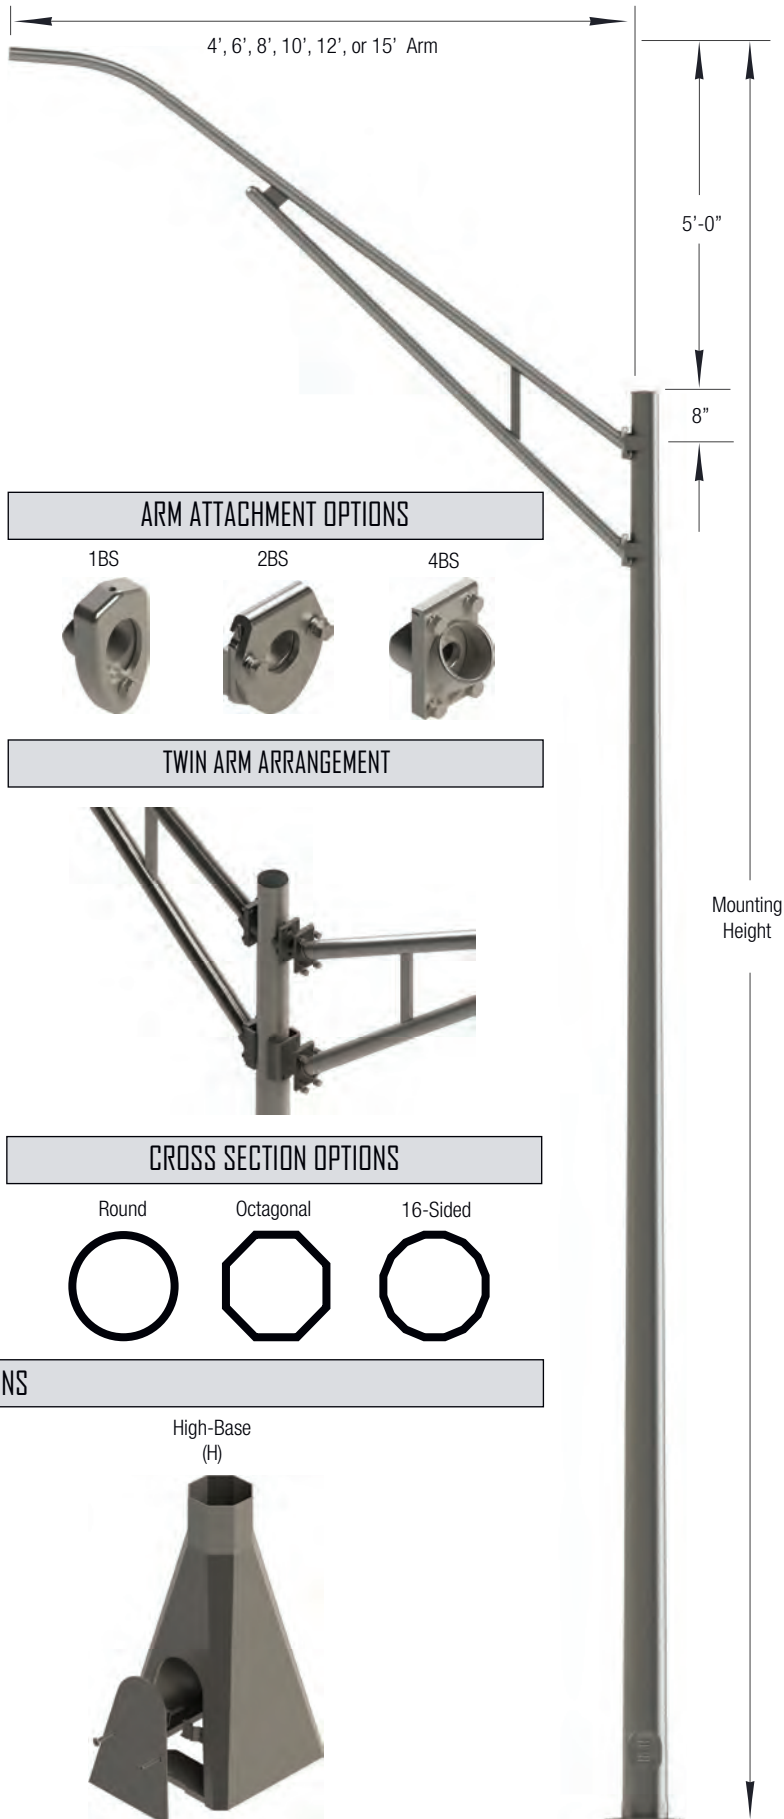 4’, 6’, 8’, 10’, 12’, or 15’ Arm
5’-0”
8”
ARM ATTACHMENT OPTIONS
1BS
2BS
4BS
TWIN ARM ARRANGEMENT
Mounting
Height
CROSS SECTION OPTIONS
Round
Octagonal
16-Sided
NS
High-Base
(H)